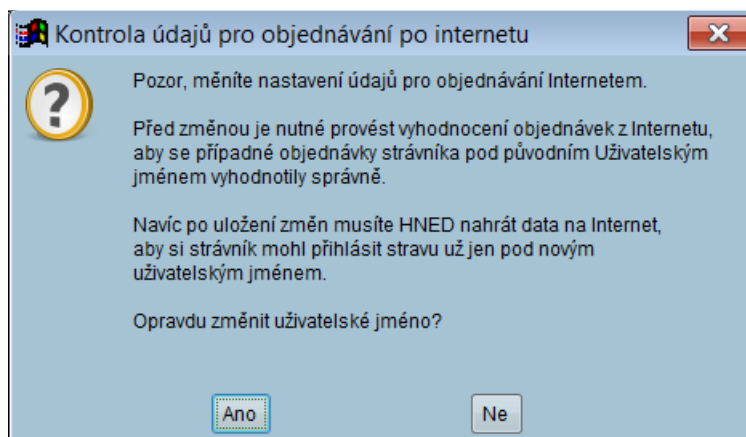 Kontrola údajů pro objednávání po internetu
Pozor, měníte nastavení údajů pro objednávání Internetem.
Před změnou je nutné provést vyhodnocení objednávek z Internetu,
aby se případné objednávky strávníka pod původním Uživatelským
jménem vyhodnotily správně.
Navíc po uložení změn musíte HNED nahrát data na Internet,
aby si strávník mohl přihlásit stravu už jen pod novým
uživatelským jménem.
Opravdu změnit uživatelské jméno?
Ano
Ne